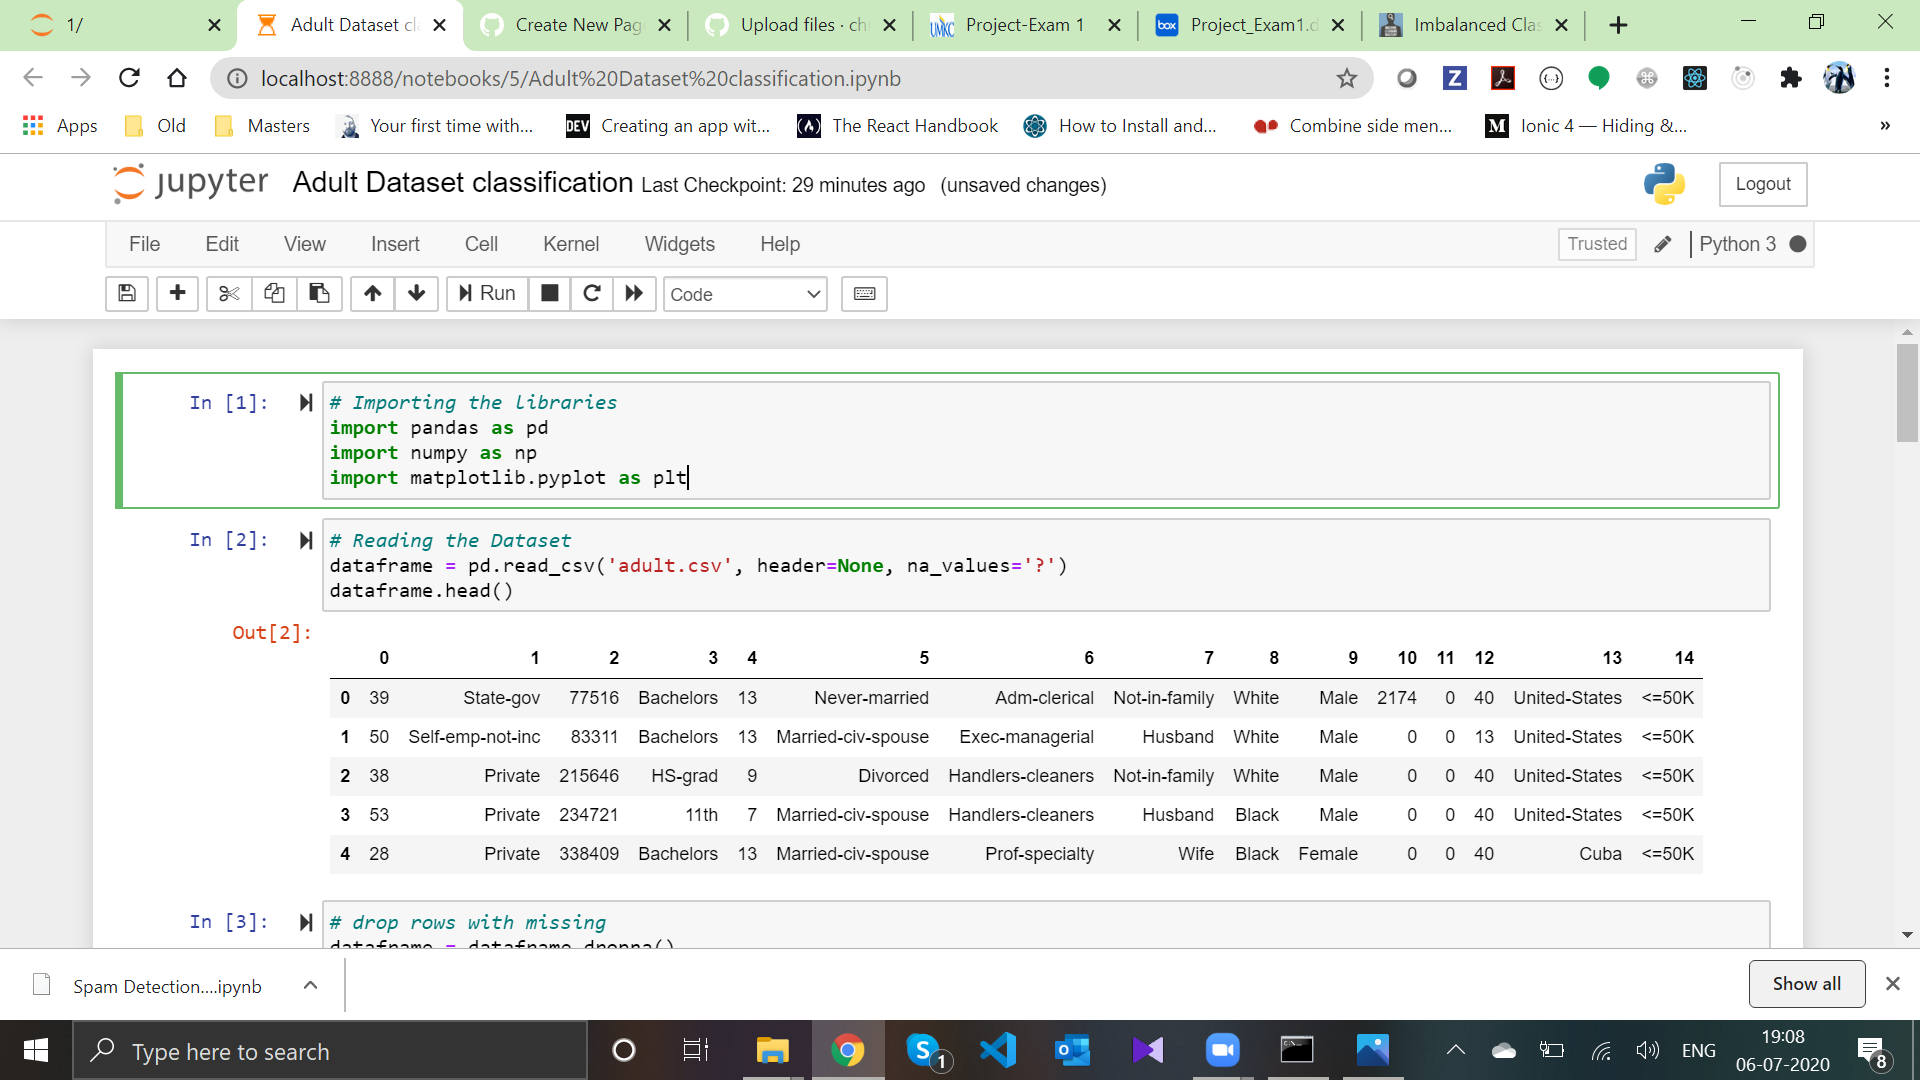 1/ Adult Dataset cl Create New Pag Upload files · ch UMKC Project-Exam 1 box Project_Exam1.d Imbalanced Clas
localhost:8888/notebooks/5/Adult%20Dataset%20classification.ipynb
Apps Old Masters Your first time with... DEV Creating an app wit... The React Handbook How to Install and... Combine side men... M Ionic 4 — Hiding &... »
jupyter Adult Dataset classification Last Checkpoint: 29 minutes ago (unsaved changes) Logout
File Edit View Insert Cell Kernel Widgets Help Trusted Python 3
Run Code
In [1]: # Importing the libraries
import pandas as pd
import numpy as np
import matplotlib.pyplot as plt
In [2]: # Reading the Dataset
dataframe = pd.read_csv('adult.csv', header=None, na_values='?')
dataframe.head()
Out[2]:
0 1 2 3 4 5 6 7 8 9 10 11 12 13 14
0 39 State-gov 77516 Bachelors 13 Never-married Adm-clerical Not-in-family White Male 2174 0 40 United-States <=50K
1 50 Self-emp-not-inc 83311 Bachelors 13 Married-civ-spouse Exec-managerial Husband White Male 0 0 13 United-States <=50K
2 38 Private 215646 HS-grad 9 Divorced Handlers-cleaners Not-in-family White Male 0 0 40 United-States <=50K
3 53 Private 234721 11th 7 Married-civ-spouse Handlers-cleaners Husband Black Male 0 0 40 United-States <=50K
4 28 Private 338409 Bachelors 13 Married-civ-spouse Prof-specialty Wife Black Female 0 0 40 Cuba <=50K
In [3]: # drop rows with missing
dataframe = dataframe.dropna()
Spam Detection....ipynb Show all
Type here to search 1 ENG 19:08
06-07-2020 8